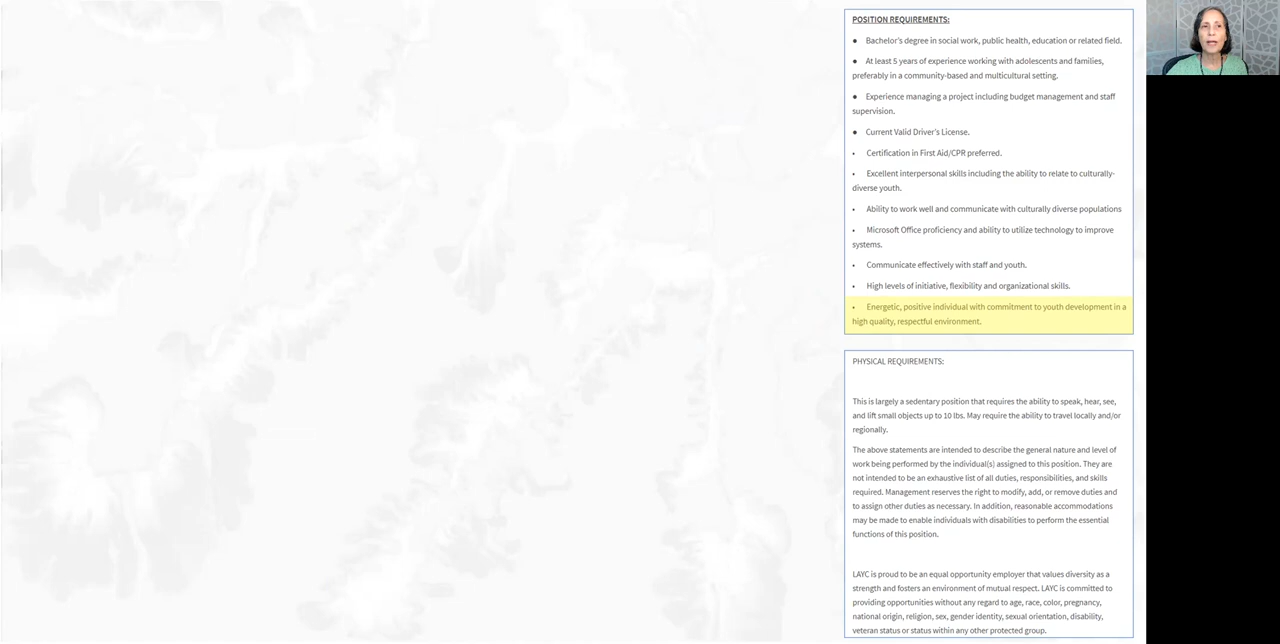 POSITION REQUIREMENTS:
● Bachelor's degree in social work, public health, education or related field.
● At least 5 years of experience working with adolescents and families,
preferably in a community-based and multicultural setting.
● Experience managing a project including budget management and staff
supervision.
● Current Valid Driver's License.
• Certification in First Aid/CPR preferred.
• Excellent interpersonal skills including the ability to relate to culturally-
diverse youth.
• Ability to work well and communicate with culturally diverse populations
• Microsoft Office proficiency and ability to utilize technology to improve
systems.
• Communicate effectively with staff and youth.
• High levels of initiative, flexibility and organizational skills.
• Energetic, positive individual with commitment to youth development in a
high quality, respectful environment.
PHYSICAL REQUIREMENTS:
This is largely a sedentary position that requires the ability to speak, hear, see,
and lift small objects up to 10 lbs. May require the ability to travel locally and/or
regionally.
The above statements are intended to describe the general nature and level of
work being performed by the individual(s) assigned to this position. They are
not intended to be an exhaustive list of all duties, responsibilities, and skills
required. Management reserves the right to modify, add, or remove duties and
to assign other duties as necessary. In addition, reasonable accommodations
may be made to enable individuals with disabilities to perform the essential
functions of this position.
LAYC is proud to be an equal opportunity employer that values diversity as a
strength and fosters an environment of mutual respect. LAYC is committed to
providing opportunities without any regard to age, race, color, pregnancy,
national origin, religion, sex, gender identity, sexual orientation, disability,
veteran status or status within any other protected group.